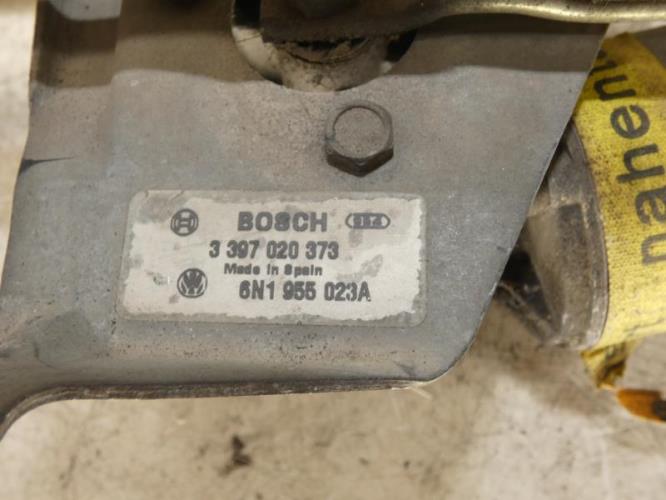 BOSCH
3 397 020 373
Made in Spain
6N1 955 023A
nahen